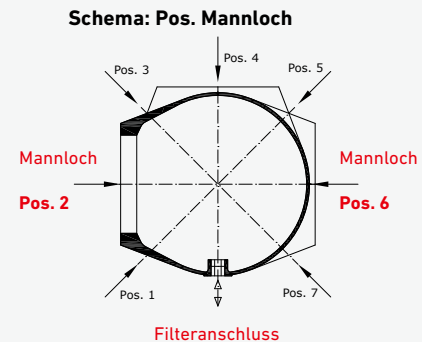 Schema: Pos. Mannloch
Pos. 4
Pos. 3
Pos. 5
Mannloch
Mannloch
Pos. 2
Pos. 6
Pos. 1
Pos. 7
Filteranschluss